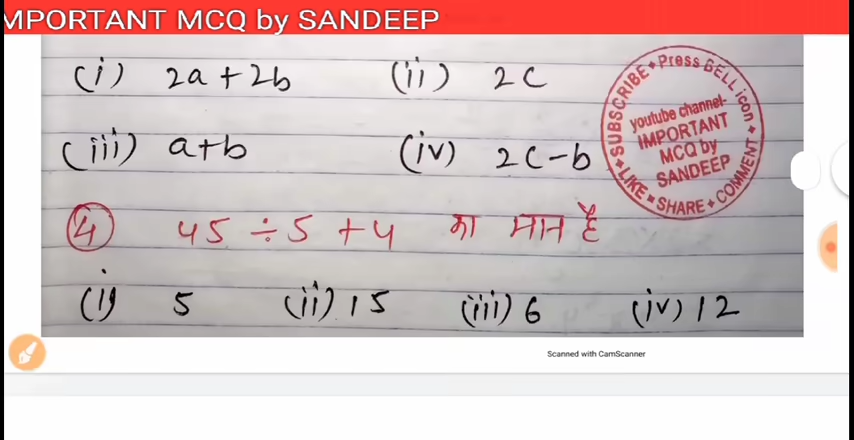 IMPORTANT MCQ by SANDEEP
(i) 2a + 2b (ii) 2c
(iii) a+b (iv) 2c-b
SUBSCRIBE Press BELL icon
youtube channel-
IMPORTANT
MCQ by
SANDEEP
LIKE SHARE COMMENT
④ 45 ÷ 5 + 4 का मान है
(i) 5 (ii) 15 (iii) 6 (iv) 12
Scanned with CamScanner